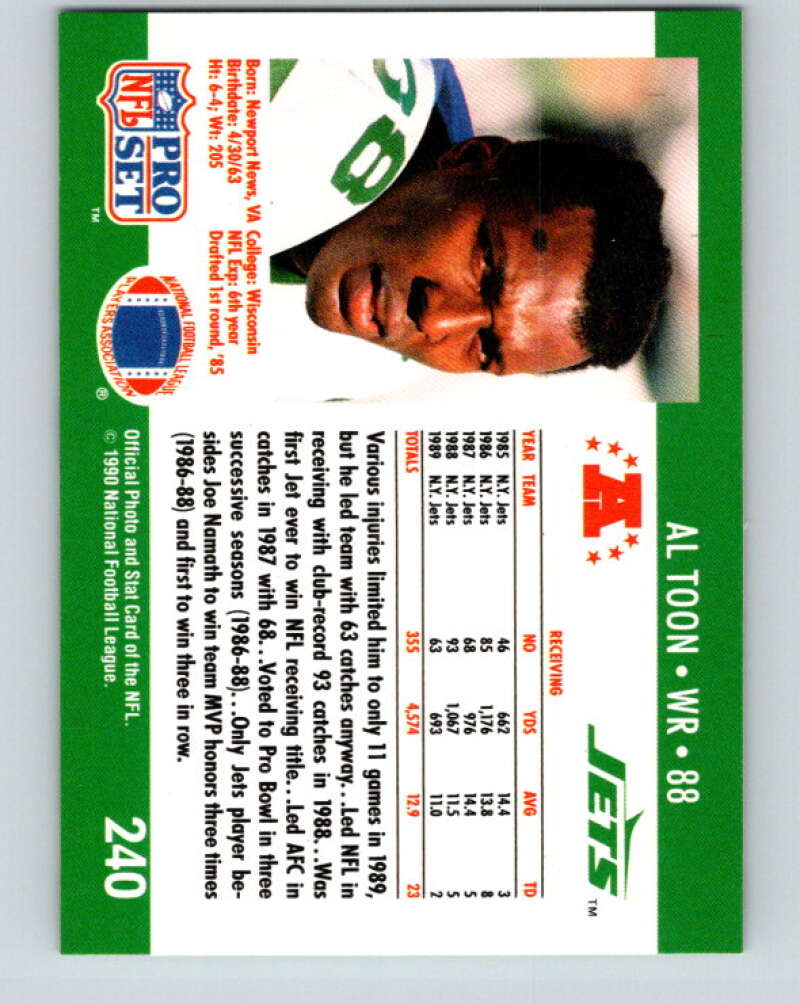 AL TOON • WR • 88
A
JETS TM
88
RECEIVING
YEAR TEAM NO YDS AVG TD
1985 N.Y. Jets 46 662 14.4 3
1986 N.Y. Jets 85 1,176 13.8 8
1987 N.Y. Jets 68 976 14.4 5
1988 N.Y. Jets 93 1,067 11.5 5
1989 N.Y. Jets 63 693 11.0 2
TOTALS 355 4,574 12.9 23
Various injuries limited him to only 11 games in 1989,
but he led team with 63 catches anyway...Led NFL in
receiving with club-record 93 catches in 1988...Was
first Jet ever to win NFL receiving title...Led AFC in
catches in 1987 with 68...Voted to Pro Bowl in three
successive seasons (1986-88)...Only Jets player be-
sides Joe Namath to win team MVP honors three times
(1986-88) and first to win three in row.
Born: Newport News, VA College: Wisconsin
Birthdate: 4/30/63 NFL Exp: 6th year
Ht: 6-4; Wt: 205 Drafted 1st round, '85
NFL PRO SET TM
NATIONAL FOOTBALL LEAGUE
PLAYERS ASSOCIATION ®
Official Photo and Stat Card of the NFL.
© 1990 National Football League.
240